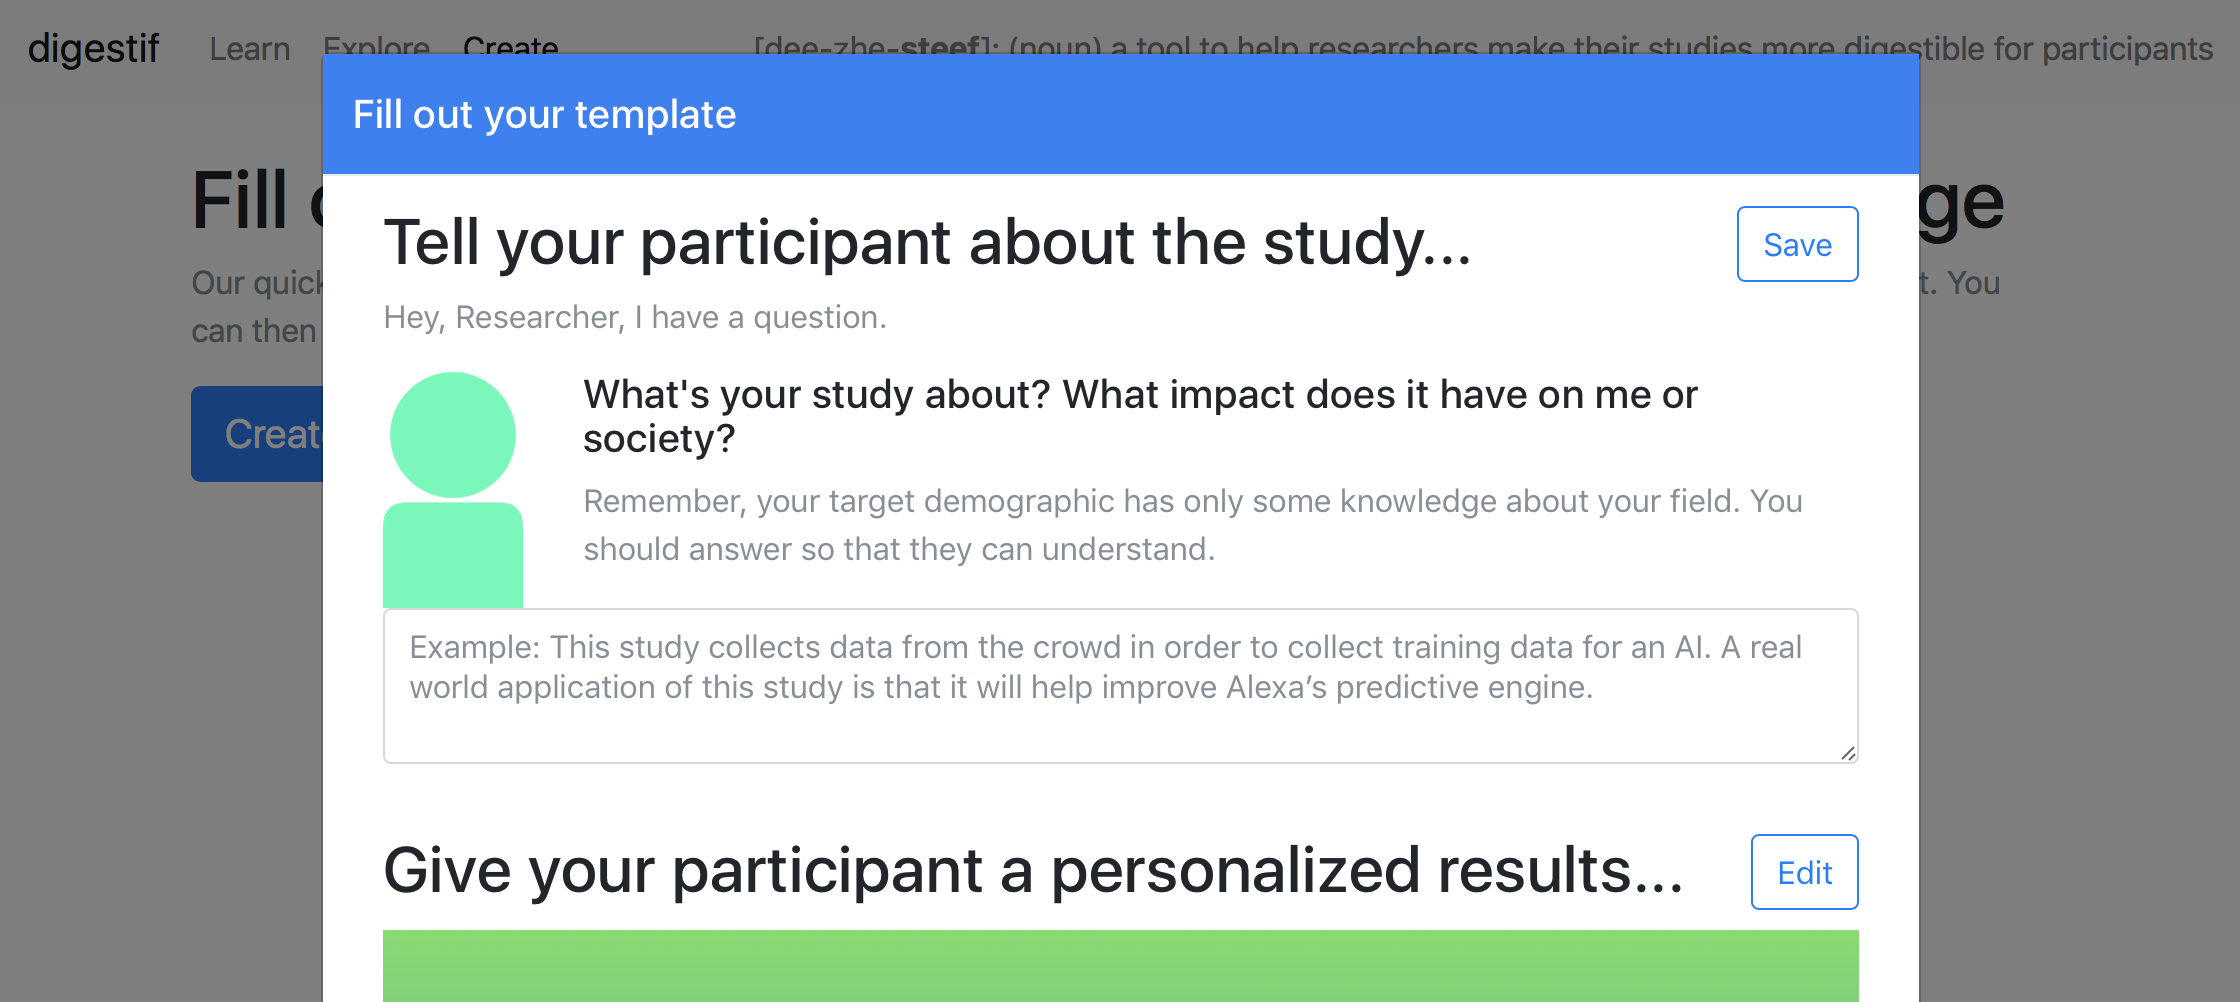 digestif Learn Explore Create [dee-zhe-steef]: (noun) a tool to help researchers make their studies more digestible for participants
Fill out your template
Fill ge
Tell your participant about the study... Save
Our quick t. You
Hey, Researcher, I have a question.
can then
What's your study about? What impact does it have on me or
society?
Create
Remember, your target demographic has only some knowledge about your field. You
should answer so that they can understand.
Example: This study collects data from the crowd in order to collect training data for an AI. A real
world application of this study is that it will help improve Alexa’s predictive engine.
Give your participant a personalized results... Edit